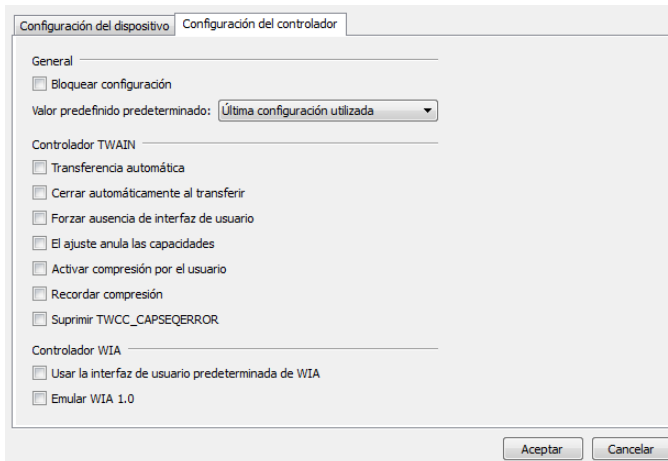 Configuración del dispositivo
Configuración del controlador
General
Bloquear configuración
Valor predefinido predeterminado: Última configuración utilizada
Controlador TWAIN
Transferencia automática
Cerrar automáticamente al transferir
Forzar ausencia de interfaz de usuario
El ajuste anula las capacidades
Activar compresión por el usuario
Recordar compresión
Suprimir TWCC_CAPSEQERROR
Controlador WIA
Usar la interfaz de usuario predeterminada de WIA
Emular WIA 1.0
Aceptar
Cancelar